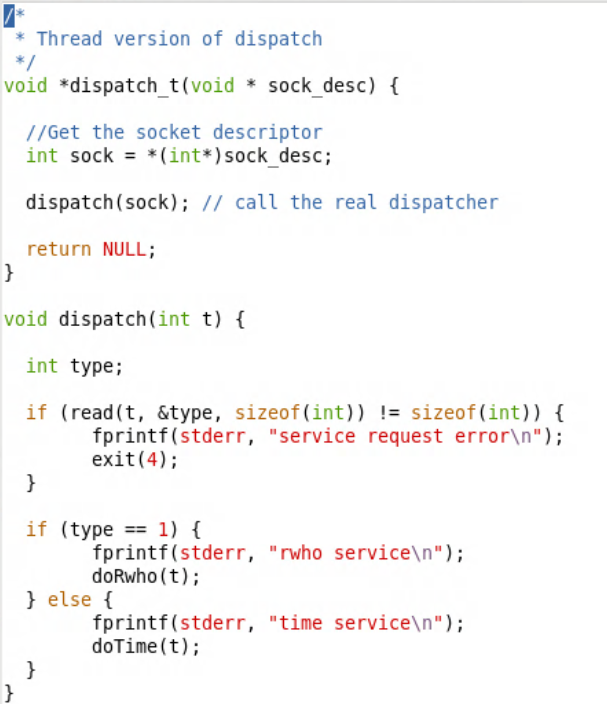 /*
 * Thread version of dispatch
 */
void *dispatch_t(void * sock_desc) {

  //Get the socket descriptor
  int sock = *(int*)sock_desc;

  dispatch(sock); // call the real dispatcher

  return NULL;
}

void dispatch(int t) {

  int type;

  if (read(t, &type, sizeof(int)) != sizeof(int)) {
        fprintf(stderr, "service request error\n");
        exit(4);
  }

  if (type == 1) {
        fprintf(stderr, "rwho service\n");
        doRwho(t);
  } else {
        fprintf(stderr, "time service\n");
        doTime(t);
  }
}